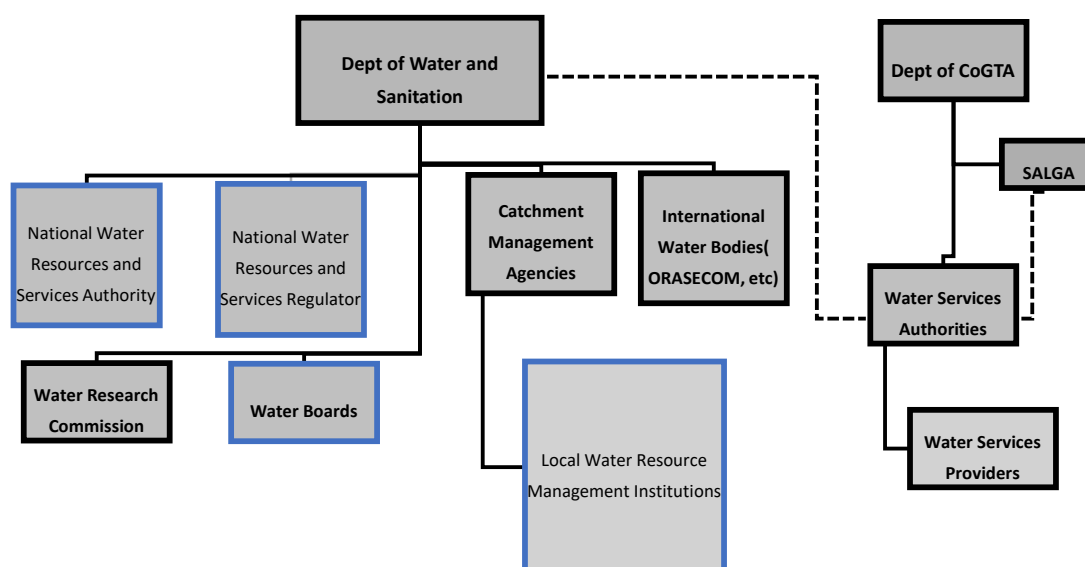 Dept of Water and
Sanitation
Dept of CoGTA
SALGA
National Water
Resources and
Services Authority
National Water
Resources and
Services Regulator
Catchment
Management
Agencies
International
Water Bodies(
ORASECOM, etc)
Water Services
Authorities
Water Research
Commission
Water Boards
Local Water Resource
Management Institutions
Water Services
Providers